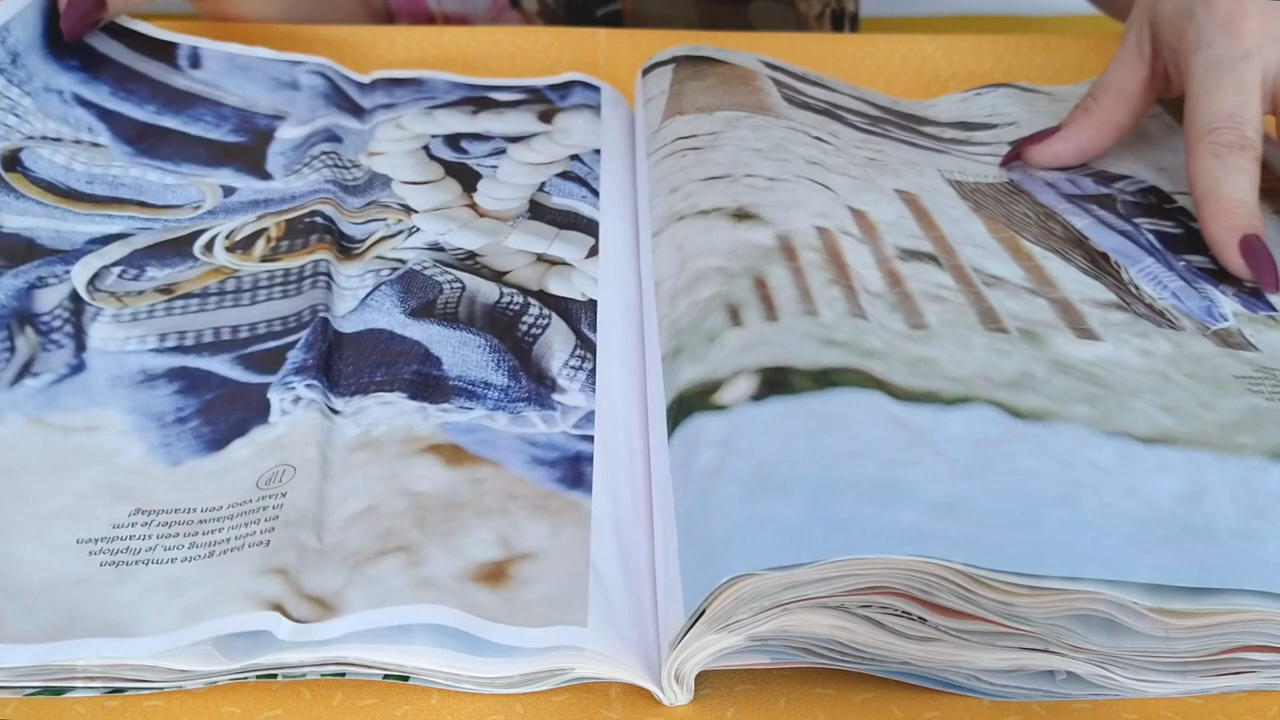 TIP
Een paar grote armbanden
en een ketting om, je flipflops
en bikini aan en een strandlaken
in azuurblauw onder je arm.
Klaar voor een stranddag!